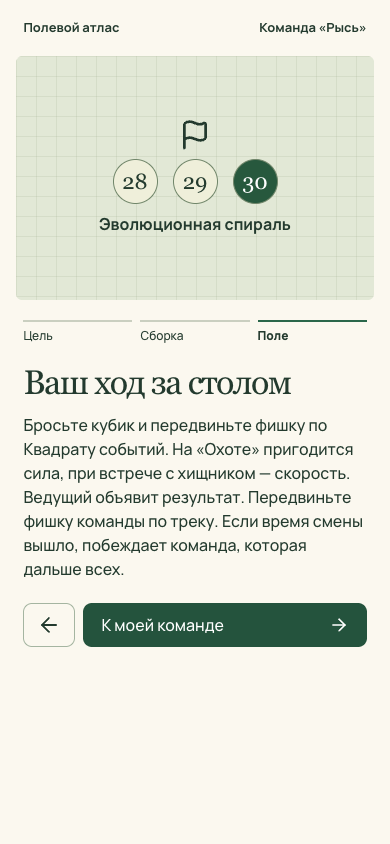 Полевой атлас
Команда «Рысь»
28 29 30
Эволюционная спираль
Цель
Сборка
Поле
Ваш ход за столом
Бросьте кубик и передвиньте фишку по
Квадрату событий. На «Охоте» пригодится
сила, при встрече с хищником — скорость.
Ведущий объявит результат. Передвиньте
фишку команды по треку. Если время смены
вышло, побеждает команда, которая
дальше всех.
К моей команде